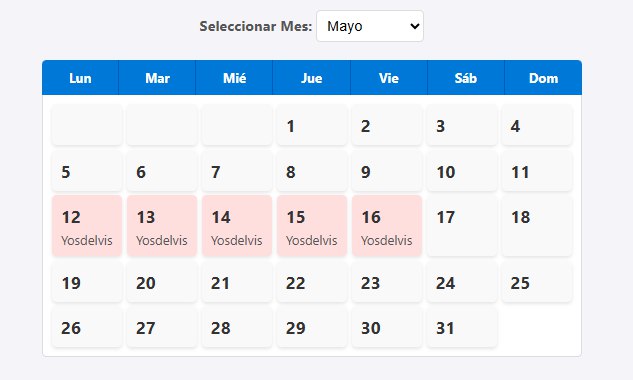 Seleccionar Mes: Mayo
Lun Mar Mié Jue Vie Sáb Dom
1 2 3 4
5 6 7 8 9 10 11
12 13 14 15 16 17 18
Yosdelvis Yosdelvis Yosdelvis Yosdelvis Yosdelvis
19 20 21 22 23 24 25
26 27 28 29 30 31